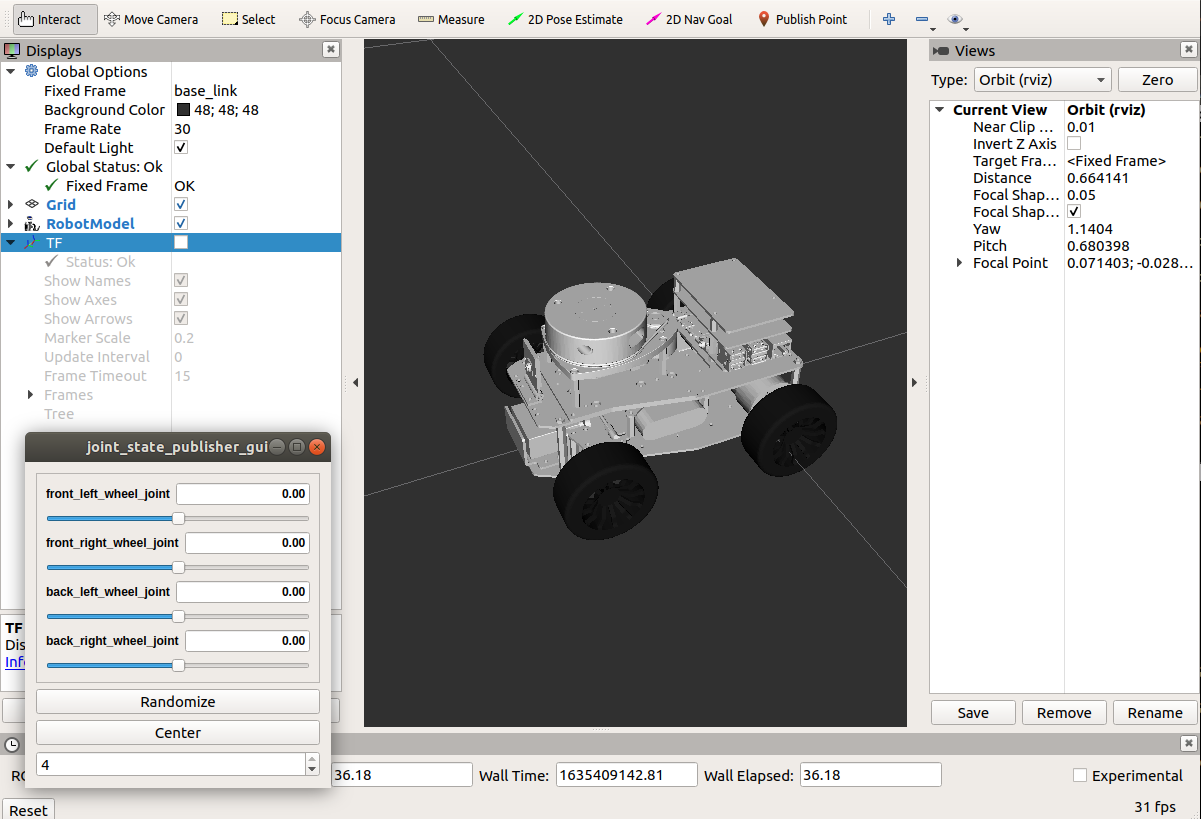 Interact Move Camera Select Focus Camera Measure 2D Pose Estimate 2D Nav Goal Publish Point
Displays
Global Options
Fixed Frame base_link
Background Color 48; 48; 48
Frame Rate 30
Default Light
Global Status: Ok
Fixed Frame OK
Grid
RobotModel
TF
Status: Ok
Show Names
Show Axes
Show Arrows
Marker Scale 0.2
Update Interval 0
Frame Timeout 15
Frames
Tree
TF
joint_state_publisher_gui
front_left_wheel_joint 0.00
front_right_wheel_joint 0.00
back_left_wheel_joint 0.00
back_right_wheel_joint 0.00
Randomize
Center
4
Views
Type: Orbit (rviz) Zero
Current View Orbit (rviz)
Near Clip ... 0.01
Invert Z Axis
Target Fra... <Fixed Frame>
Distance 0.664141
Focal Shap... 0.05
Focal Shap...
Yaw 1.1404
Pitch 0.680398
Focal Point 0.071403; -0.028...
Save Remove Rename
36.18 Wall Time: 1635409142.81 Wall Elapsed: 36.18 Experimental
Reset 31 fps